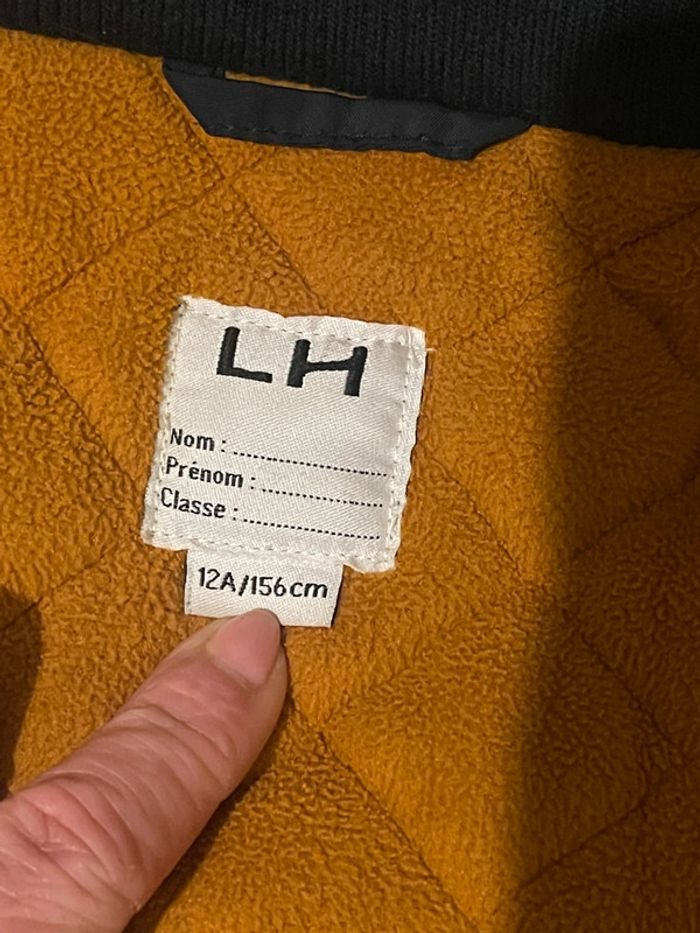 LH
Nom : ........................
Prénom : ........................
Classe : ........................
12A/156cm